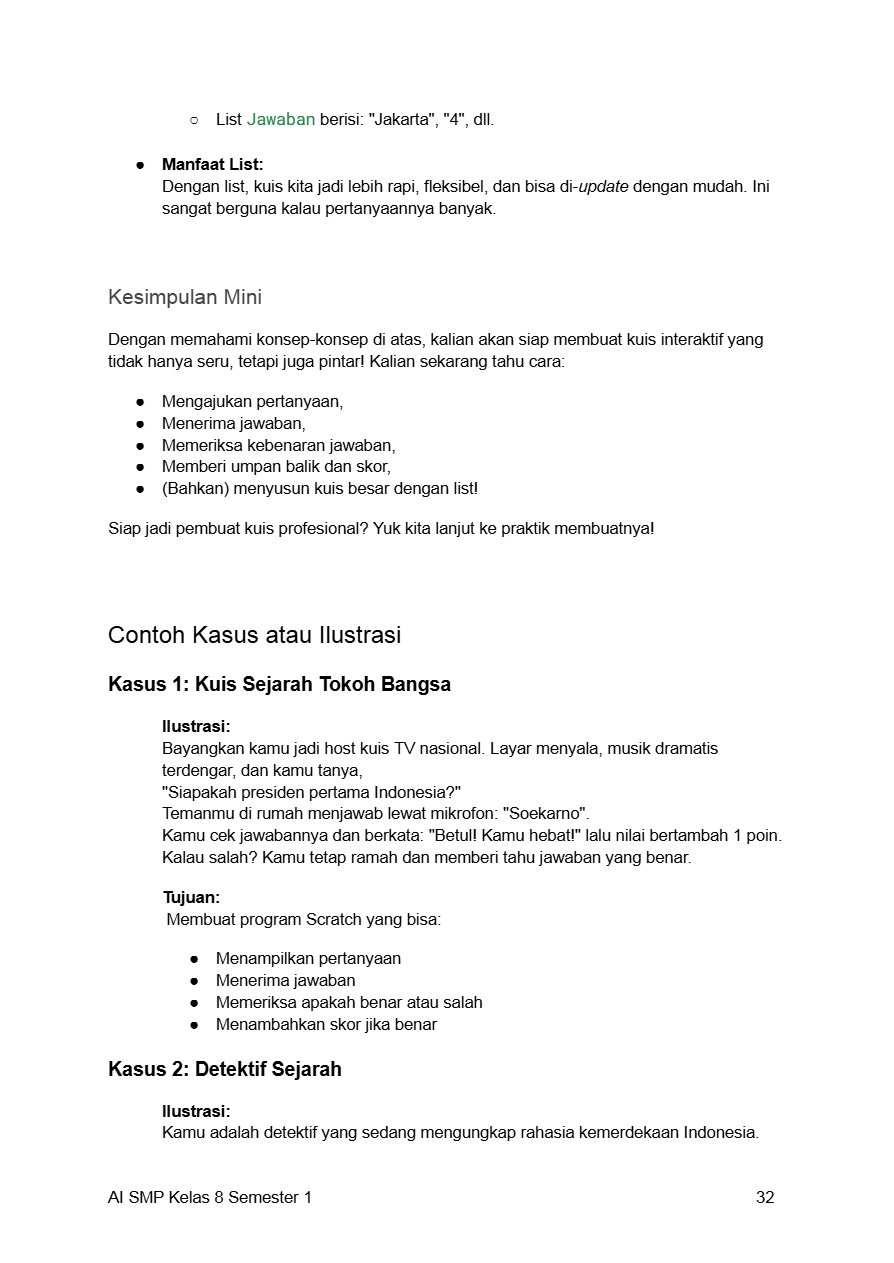 ○ List Jawaban berisi: "Jakarta", "4", dll.
● Manfaat List:
Dengan list, kuis kita jadi lebih rapi, fleksibel, dan bisa di-update dengan mudah. Ini
sangat berguna kalau pertanyaannya banyak.
Kesimpulan Mini
Dengan memahami konsep-konsep di atas, kalian akan siap membuat kuis interaktif yang
tidak hanya seru, tetapi juga pintar! Kalian sekarang tahu cara:
● Mengajukan pertanyaan,
● Menerima jawaban,
● Memeriksa kebenaran jawaban,
● Memberi umpan balik dan skor,
● (Bahkan) menyusun kuis besar dengan list!
Siap jadi pembuat kuis profesional? Yuk kita lanjut ke praktik membuatnya!
Contoh Kasus atau Ilustrasi
Kasus 1: Kuis Sejarah Tokoh Bangsa
Ilustrasi:
Bayangkan kamu jadi host kuis TV nasional. Layar menyala, musik dramatis
terdengar, dan kamu tanya,
"Siapakah presiden pertama Indonesia?"
Temanmu di rumah menjawab lewat mikrofon: "Soekarno".
Kamu cek jawabannya dan berkata: "Betul! Kamu hebat!" lalu nilai bertambah 1 poin.
Kalau salah? Kamu tetap ramah dan memberi tahu jawaban yang benar.
Tujuan:
Membuat program Scratch yang bisa:
● Menampilkan pertanyaan
● Menerima jawaban
● Memeriksa apakah benar atau salah
● Menambahkan skor jika benar
Kasus 2: Detektif Sejarah
Ilustrasi:
Kamu adalah detektif yang sedang mengungkap rahasia kemerdekaan Indonesia.
AI SMP Kelas 8 Semester 1 32